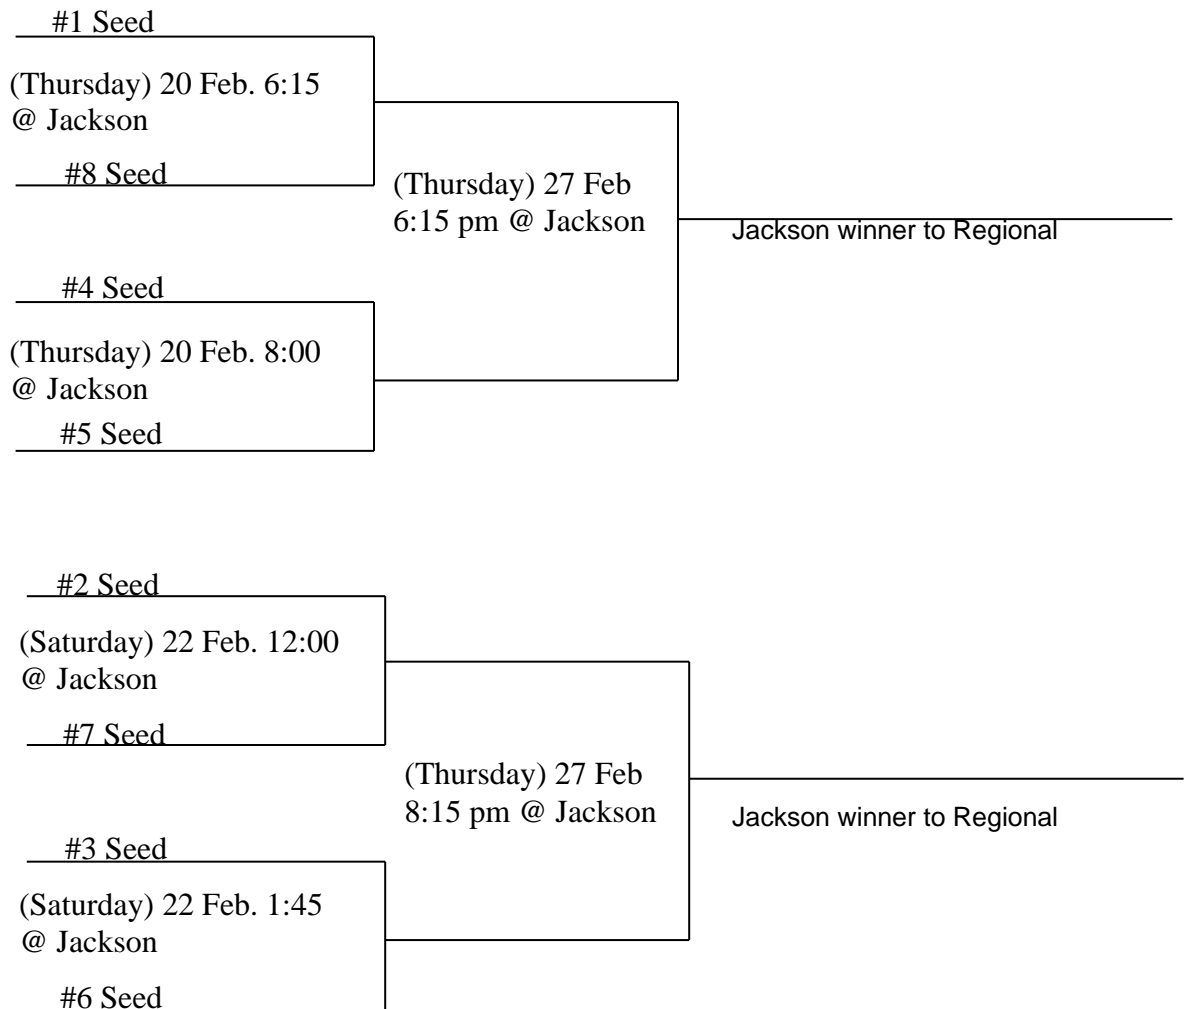 #1 Seed
(Thursday) 20 Feb. 6:15
@ Jackson
#8 Seed
(Thursday) 27 Feb
6:15 pm @ Jackson
Jackson winner to Regional
#4 Seed
(Thursday) 20 Feb. 8:00
@ Jackson
#5 Seed
#2 Seed
(Saturday) 22 Feb. 12:00
@ Jackson
#7 Seed
(Thursday) 27 Feb
8:15 pm @ Jackson
Jackson winner to Regional
#3 Seed
(Saturday) 22 Feb. 1:45
@ Jackson
#6 Seed